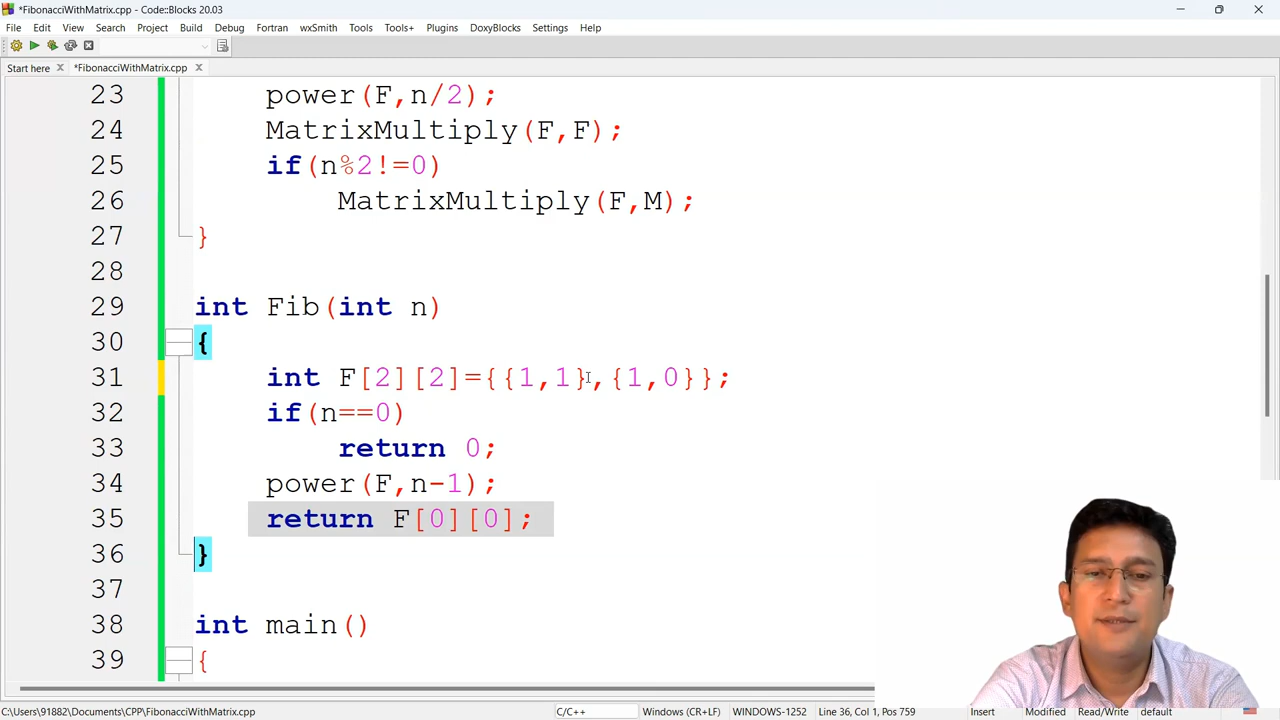 *FibonacciWithMatrix.cpp - Code::Blocks 20.03
File Edit View Search Project Build Debug Fortran wxSmith Tools Tools+ Plugins DoxyBlocks Settings Help
Start here *FibonacciWithMatrix.cpp
23 power(F,n/2);
24 MatrixMultiply(F,F);
25 if(n%2!=0)
26 MatrixMultiply(F,M);
27 }
28
29 int Fib(int n)
30 {
31 int F[2][2]={{1,1},{1,0}};
32 if(n==0)
33 return 0;
34 power(F,n-1);
35 return F[0][0];
36 }
37
38 int main()
39 {
C:\Users\91882\Documents\CPP\FibonacciWithMatrix.cpp C/C++ Windows (CR+LF) WINDOWS-1252 Line 36, Col 1, Pos 759 Insert Modified Read/Write default